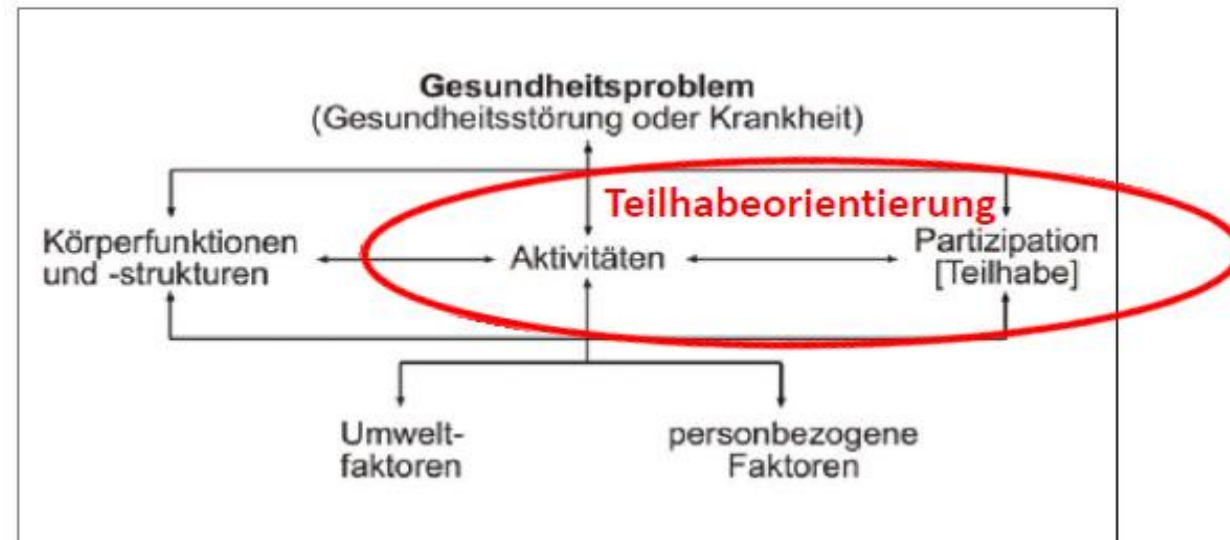 Gesundheitsproblem
(Gesundheitsstörung oder Krankheit)
Teilhabeorientierung
Körperfunktionen
und -strukturen
Aktivitäten
Partizipation
[Teilhabe]
Umwelt-
faktoren
personbezogene
Faktoren